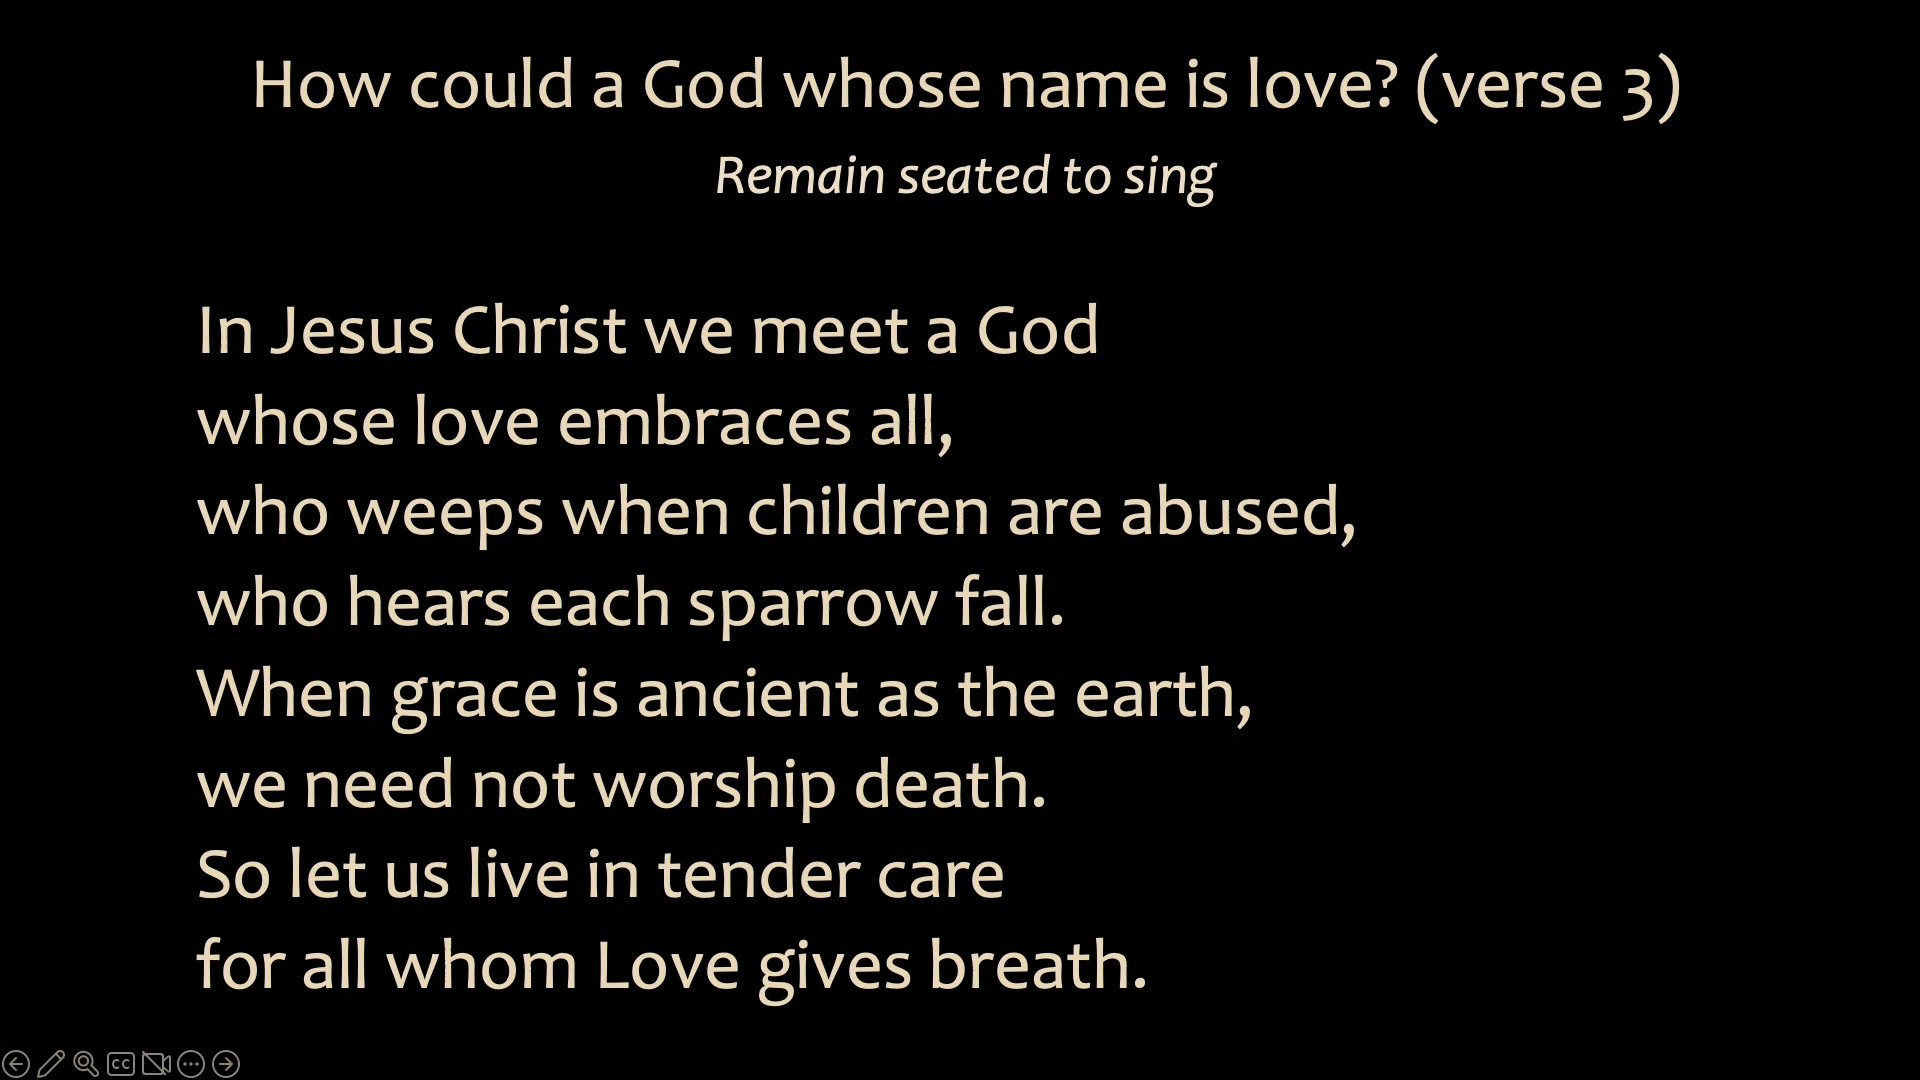 How could a God whose name is love? (verse 3)
Remain seated to sing
In Jesus Christ we meet a God
whose love embraces all,
who weeps when children are abused,
who hears each sparrow fall.
When grace is ancient as the earth,
we need not worship death.
So let us live in tender care
for all whom Love gives breath.
CC